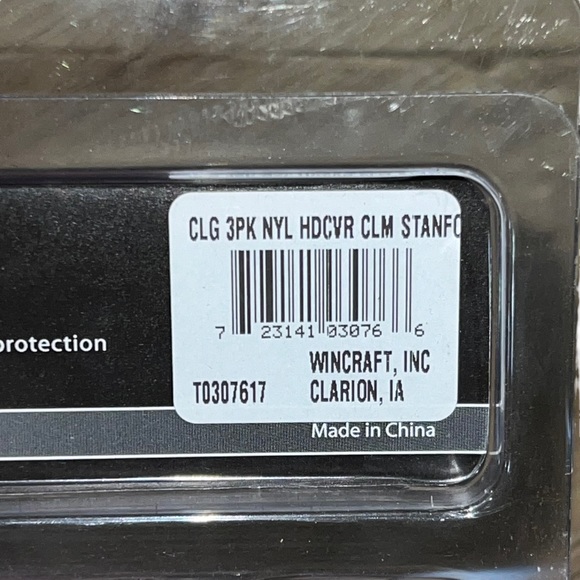 CLG 3PK NYL HDCVR CLM STANFO
7 23141 03076 6
protection
WINCRAFT, INC
T0307617 CLARION, IA
Made in China